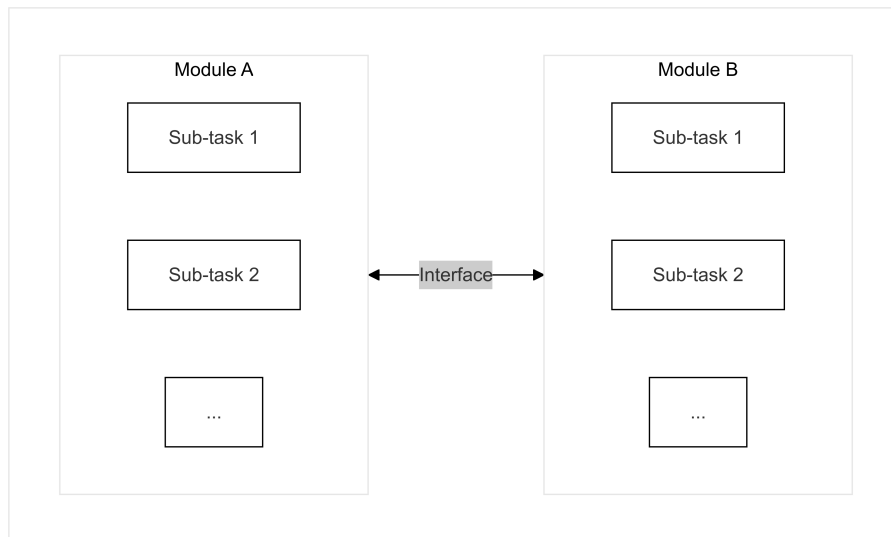 Module A
Sub-task 1
Sub-task 2
...
Interface
Module B
Sub-task 1
Sub-task 2
...